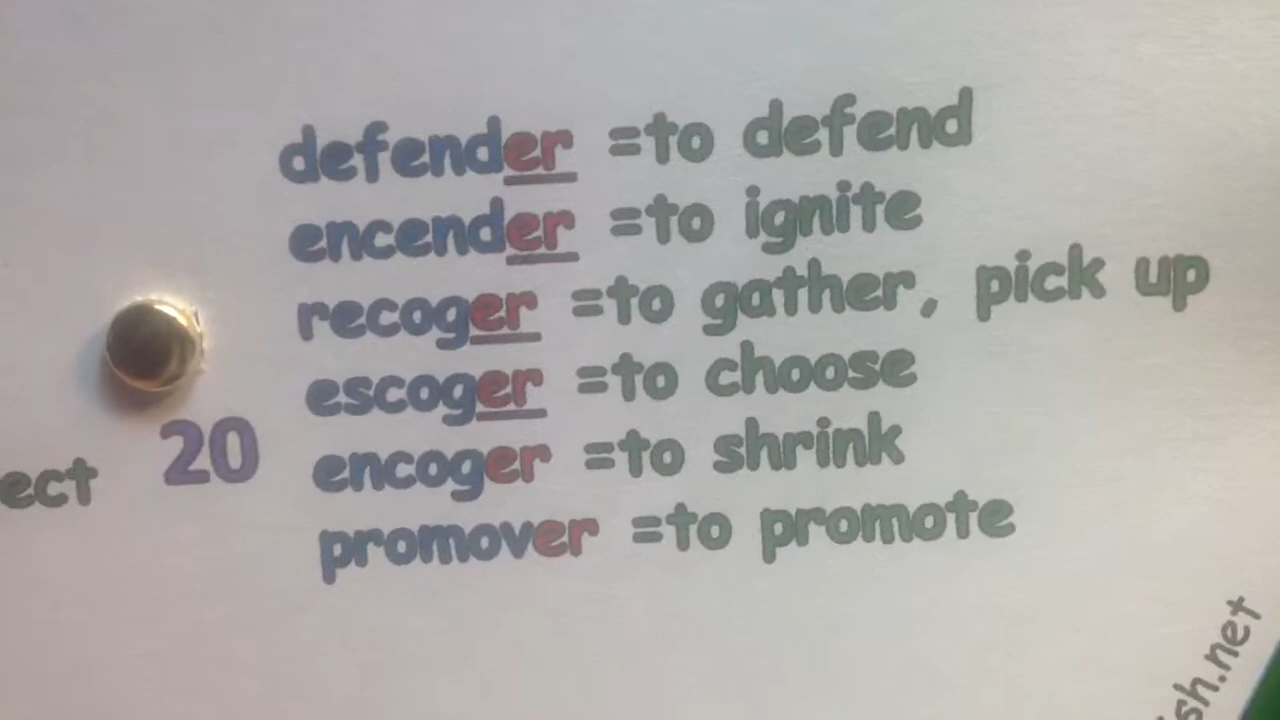 defender =to defend
encender =to ignite
recoger =to gather, pick up
escoger =to choose
20
ect
encoger =to shrink
promover =to promote
sh.net